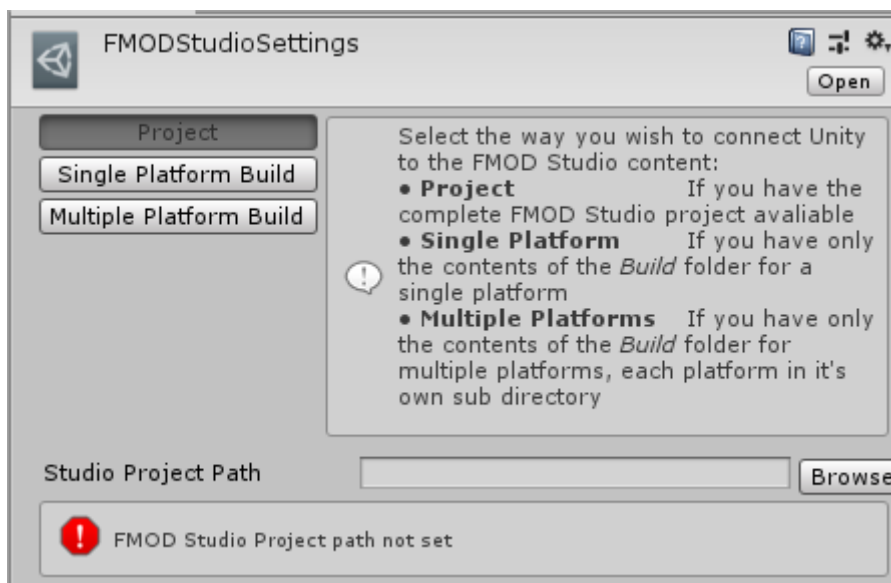 FMODStudioSettings
Open
Project
Single Platform Build
Multiple Platform Build
Select the way you wish to connect Unity
to the FMOD Studio content:
● Project If you have the
complete FMOD Studio project avaliable
● Single Platform If you have only
the contents of the Build folder for a
single platform
● Multiple Platforms If you have only
the contents of the Build folder for
multiple platforms, each platform in it's
own sub directory
Studio Project Path
Browse
FMOD Studio Project path not set